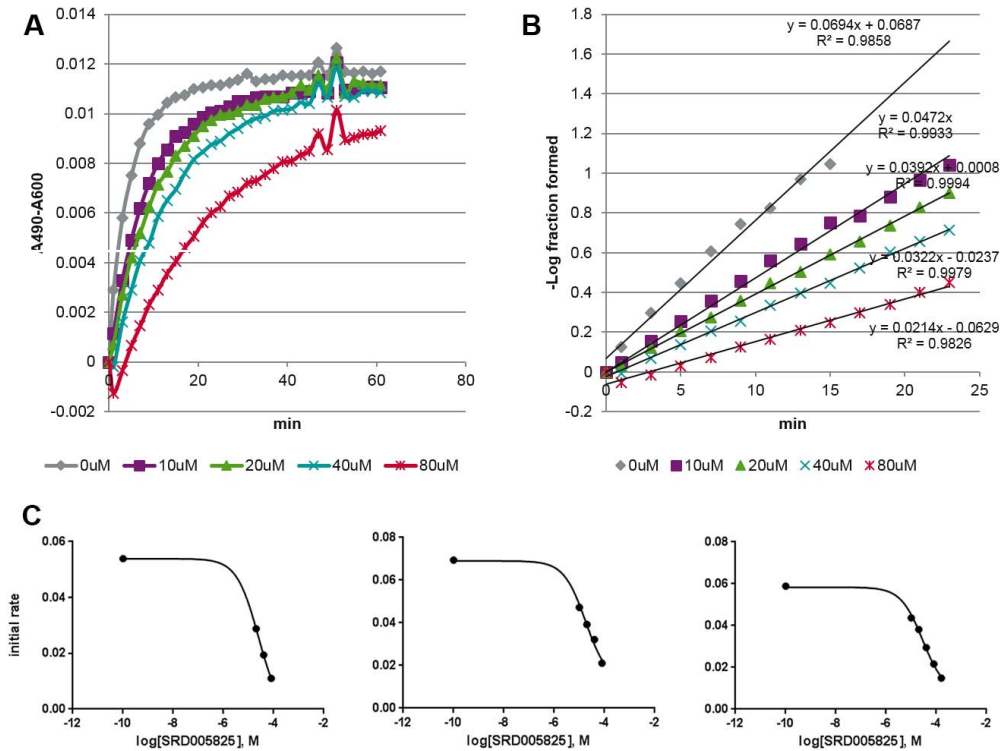 A
A490-A600
0.014
0.012
0.01
0.008
0.006
0.004
0.002
0
-0.002
0 20 40 60 80
min
0uM 10uM 20uM 40uM 80uM
B
-Log fraction formed
1.8
1.6
1.4
1.2
1
0.8
0.6
0.4
0.2
0
-0.2
y = 0.0694x + 0.0687
R² = 0.9858
y = 0.0472x
R² = 0.9933
y = 0.0392x + 0.0008
R² = 0.9994
y = 0.0322x - 0.0237
R² = 0.9979
y = 0.0214x - 0.0629
R² = 0.9826
0 5 10 15 20 25
min
0uM 10uM 20uM 40uM 80uM
C
initial rate
0.06
0.04
0.02
0.00
-12 -10 -8 -6 -4 -2
log[SRD005825], M
0.08
0.06
0.04
0.02
0.00
-12 -10 -8 -6 -4 -2
log[SRD005825], M
0.08
0.06
0.04
0.02
0.00
-12 -10 -8 -6 -4 -2
log[SRD005825], M